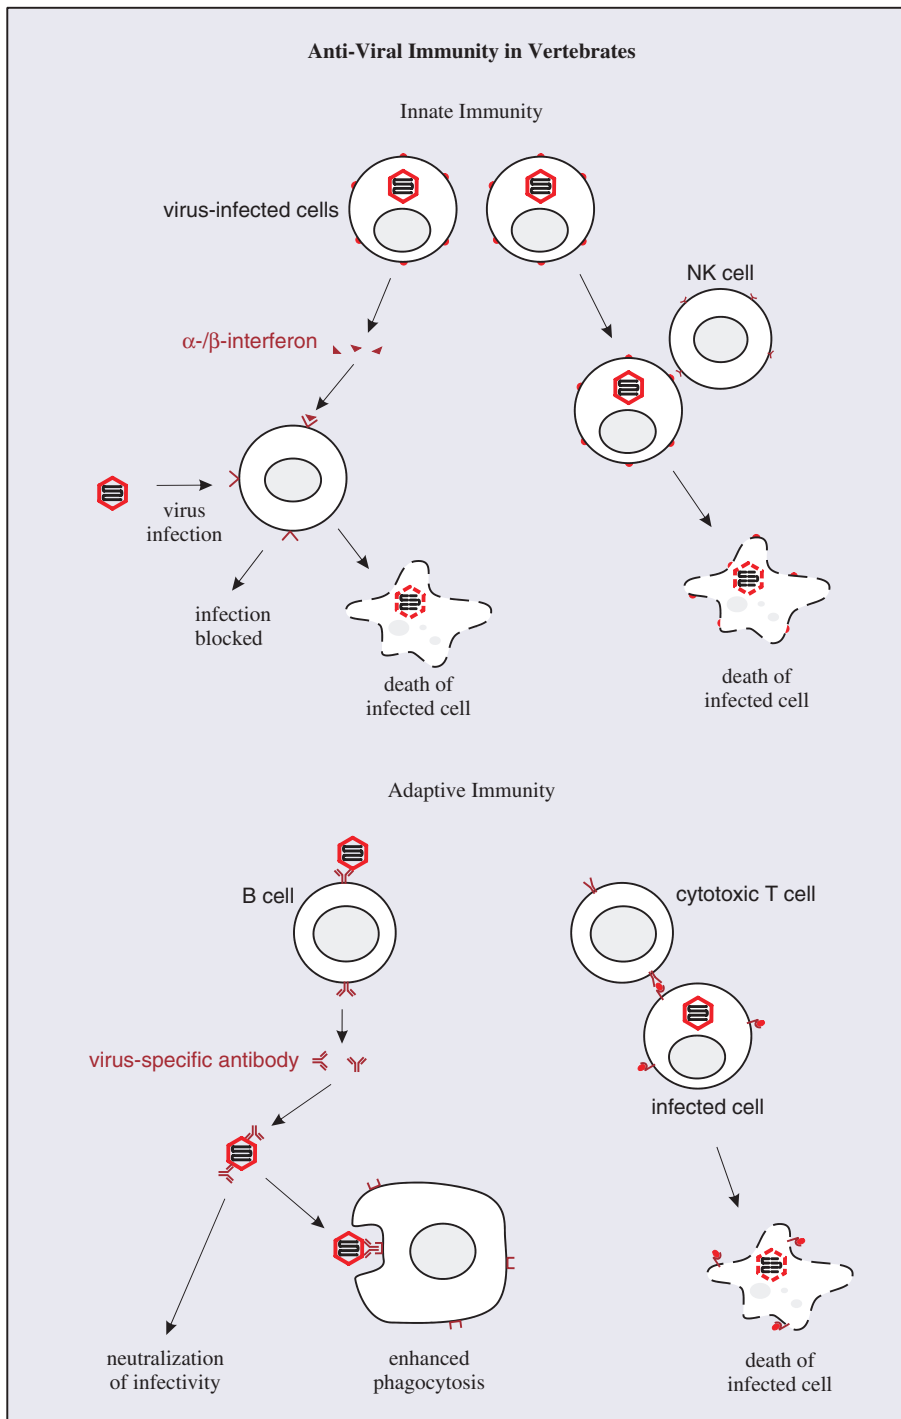 Anti-Viral Immunity in Vertebrates
Innate Immunity
virus-infected cells
NK cell
α-/β-interferon
virus
infection
infection
blocked
death of
infected cell
death of
infected cell
Adaptive Immunity
B cell
cytotoxic T cell
virus-specific antibody
infected cell
neutralization
of infectivity
enhanced
phagocytosis
death of
infected cell